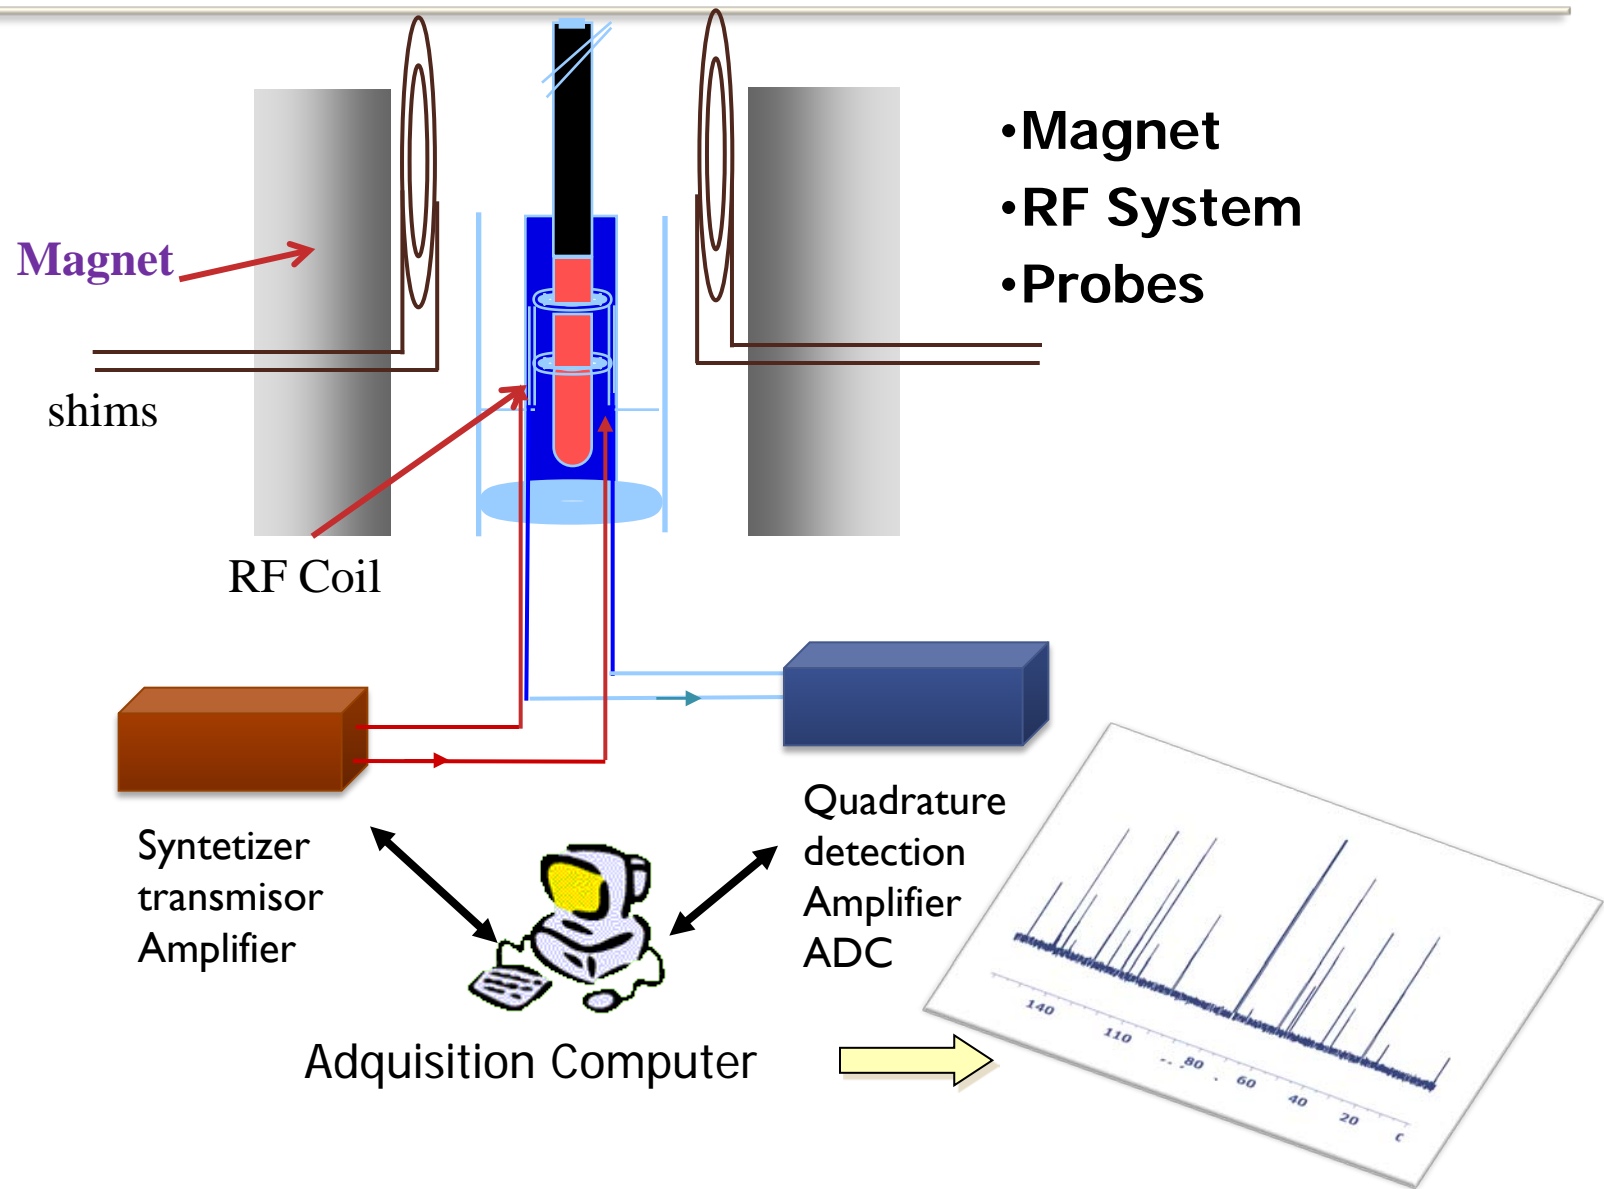 •Magnet
•RF System
•Probes
Magnet
shims
RF Coil
Syntetizer
transmisor
Amplifier
Quadrature
detection
Amplifier
ADC
Adquisition Computer
140 110 80 60 40 20